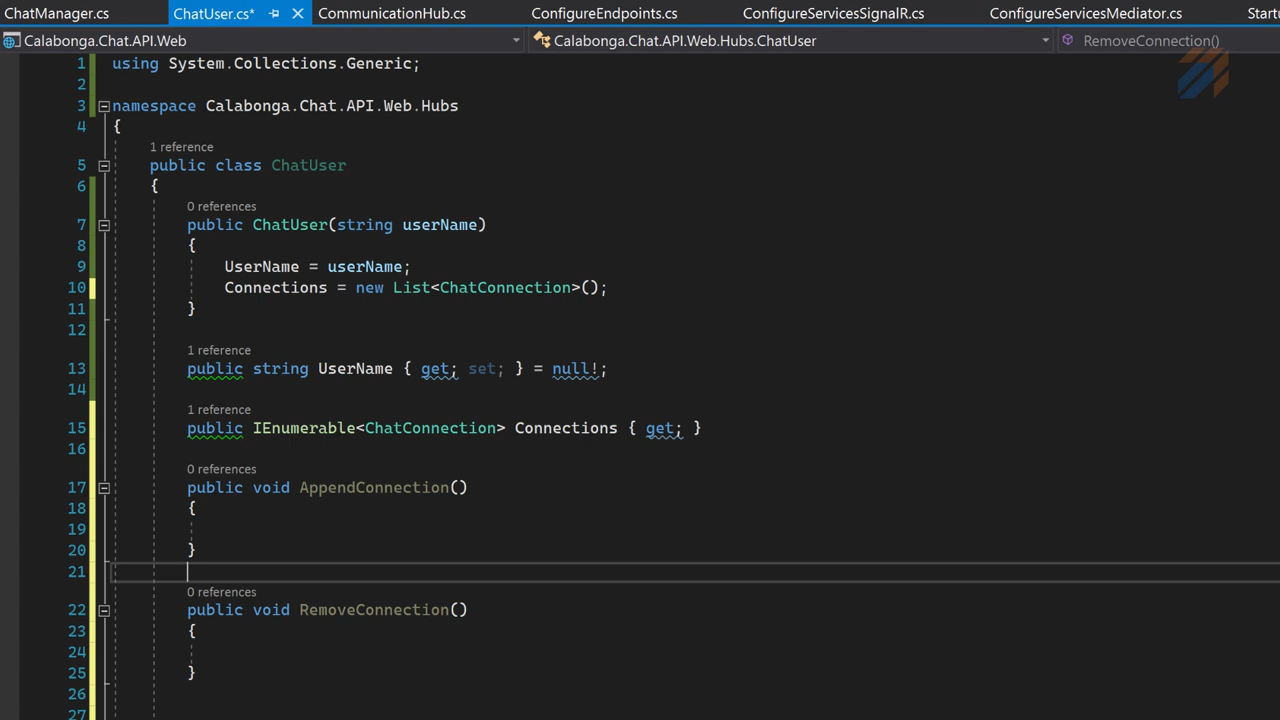 ChatManager.cs ChatUser.cs* CommunicationHub.cs ConfigureEndpoints.cs ConfigureServicesSignalR.cs ConfigureServicesMediator.cs Start
Calabonga.Chat.API.Web Calabonga.Chat.API.Web.Hubs.ChatUser RemoveConnection()
1 using System.Collections.Generic;
2
3 namespace Calabonga.Chat.API.Web.Hubs
4 {
1 reference
5 public class ChatUser
6 {
0 references
7 public ChatUser(string userName)
8 {
9 UserName = userName;
10 Connections = new List<ChatConnection>();
11 }
12
1 reference
13 public string UserName { get; set; } = null!;
14
1 reference
15 public IEnumerable<ChatConnection> Connections { get; }
16
0 references
17 public void AppendConnection()
18 {
19
20 }
21
0 references
22 public void RemoveConnection()
23 {
24
25 }
26
27